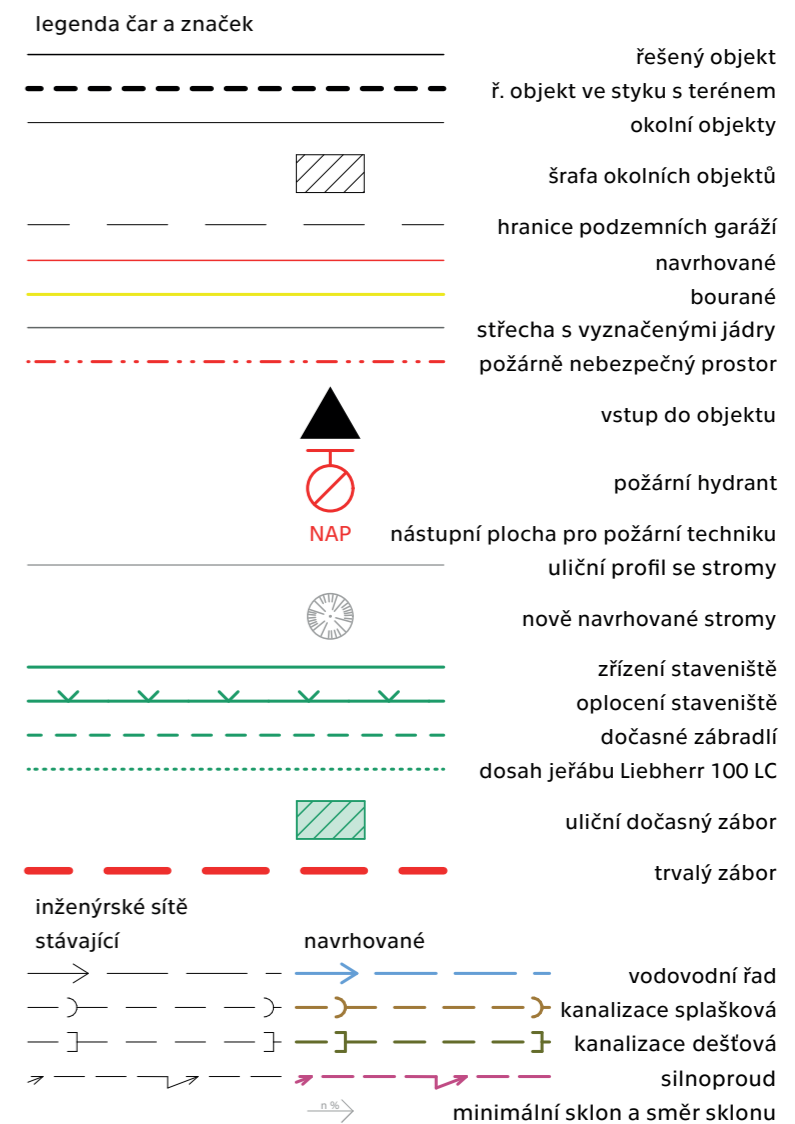 legenda čar a značek
řešený objekt
ř. objekt ve styku s terénem
okolní objekty
šrafa okolních objektů
hranice podzemních garáží
navrhované
bourané
střecha s vyznačenými jádry
požárně nebezpečný prostor
vstup do objektu
požární hydrant
NAP nástupní plocha pro požární techniku
uliční profil se stromy
nově navrhované stromy
zřízení staveniště
oplocení staveniště
dočasné zábradlí
dosah jeřábu Liebherr 100 LC
uliční dočasný zábor
trvalý zábor
inženýrské sítě
stávající navrhované
vodovodní řad
kanalizace splašková
kanalizace dešťová
silnoproud
n % minimální sklon a směr sklonu